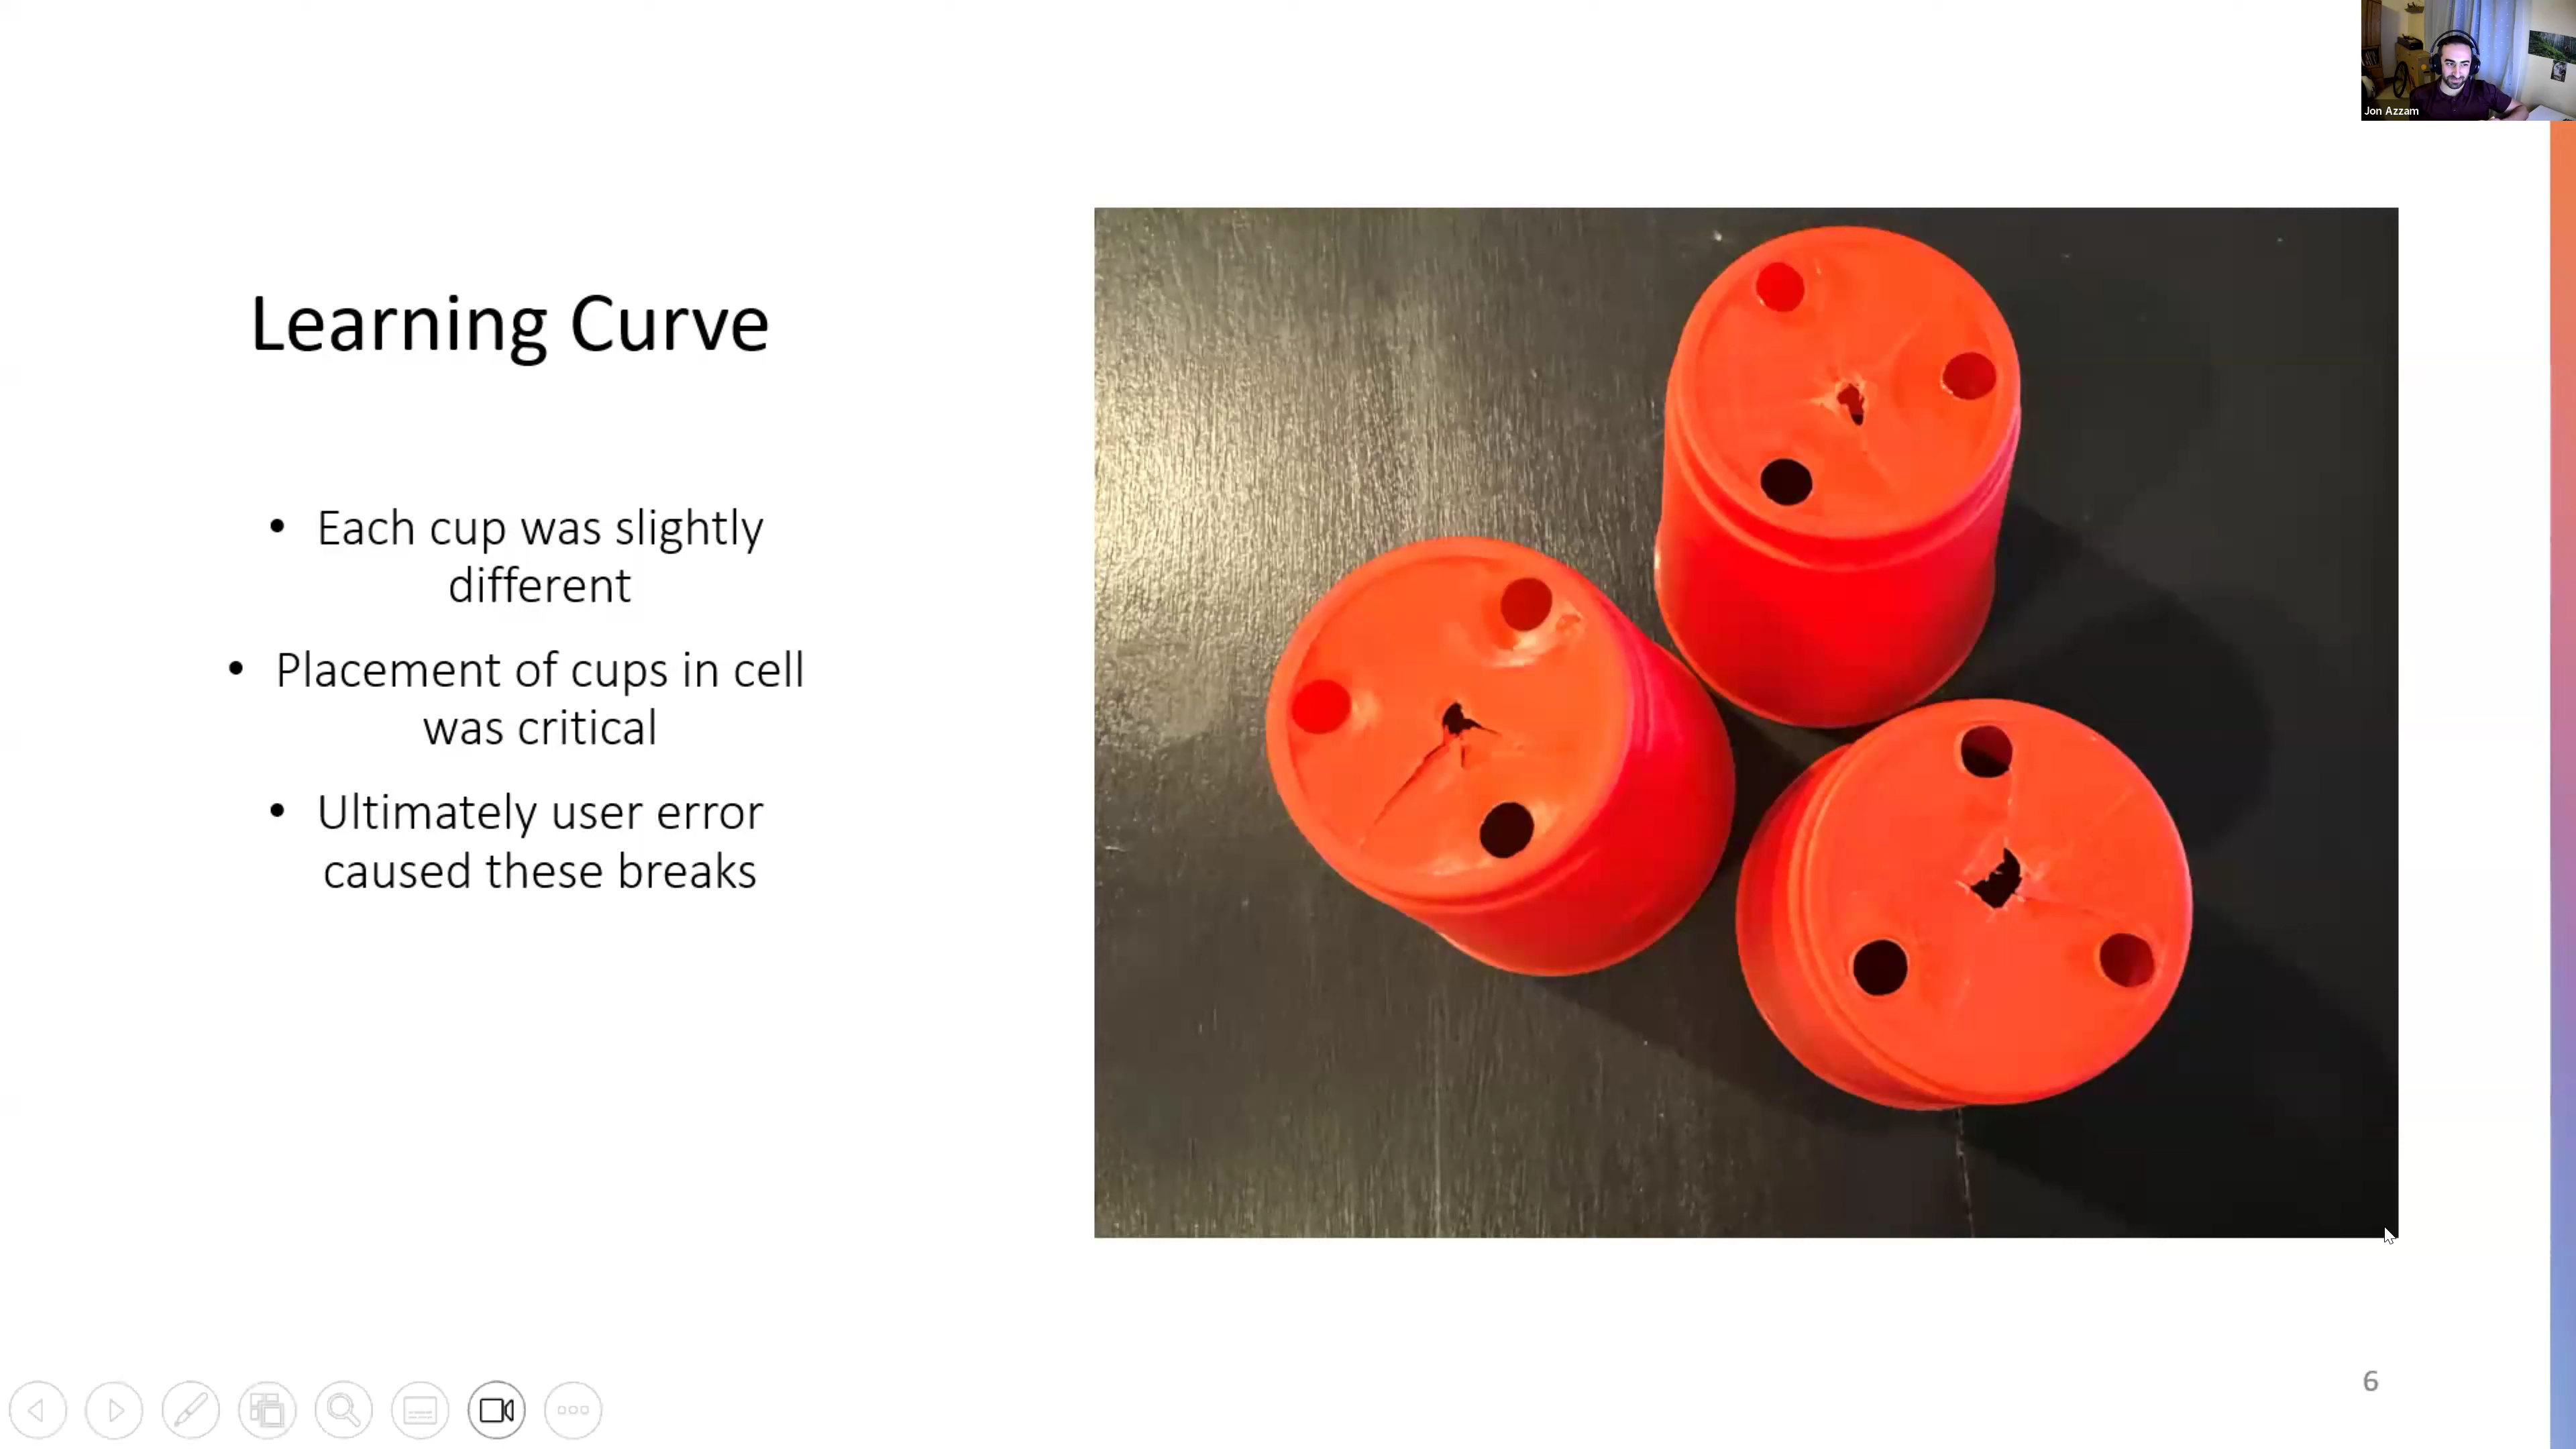 Jon Azzam
Learning Curve
• Each cup was slightly
different
• Placement of cups in cell
was critical
• Ultimately user error
caused these breaks
6